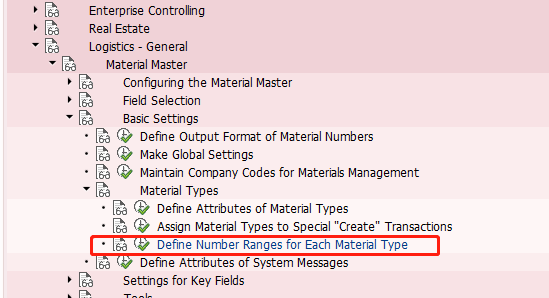 Enterprise Controlling
Real Estate
Logistics - General
Material Master
Configuring the Material Master
Field Selection
Basic Settings
Define Output Format of Material Numbers
Make Global Settings
Maintain Company Codes for Materials Management
Material Types
Define Attributes of Material Types
Assign Material Types to Special "Create" Transactions
Define Number Ranges for Each Material Type
Define Attributes of System Messages
Settings for Key Fields
Tools